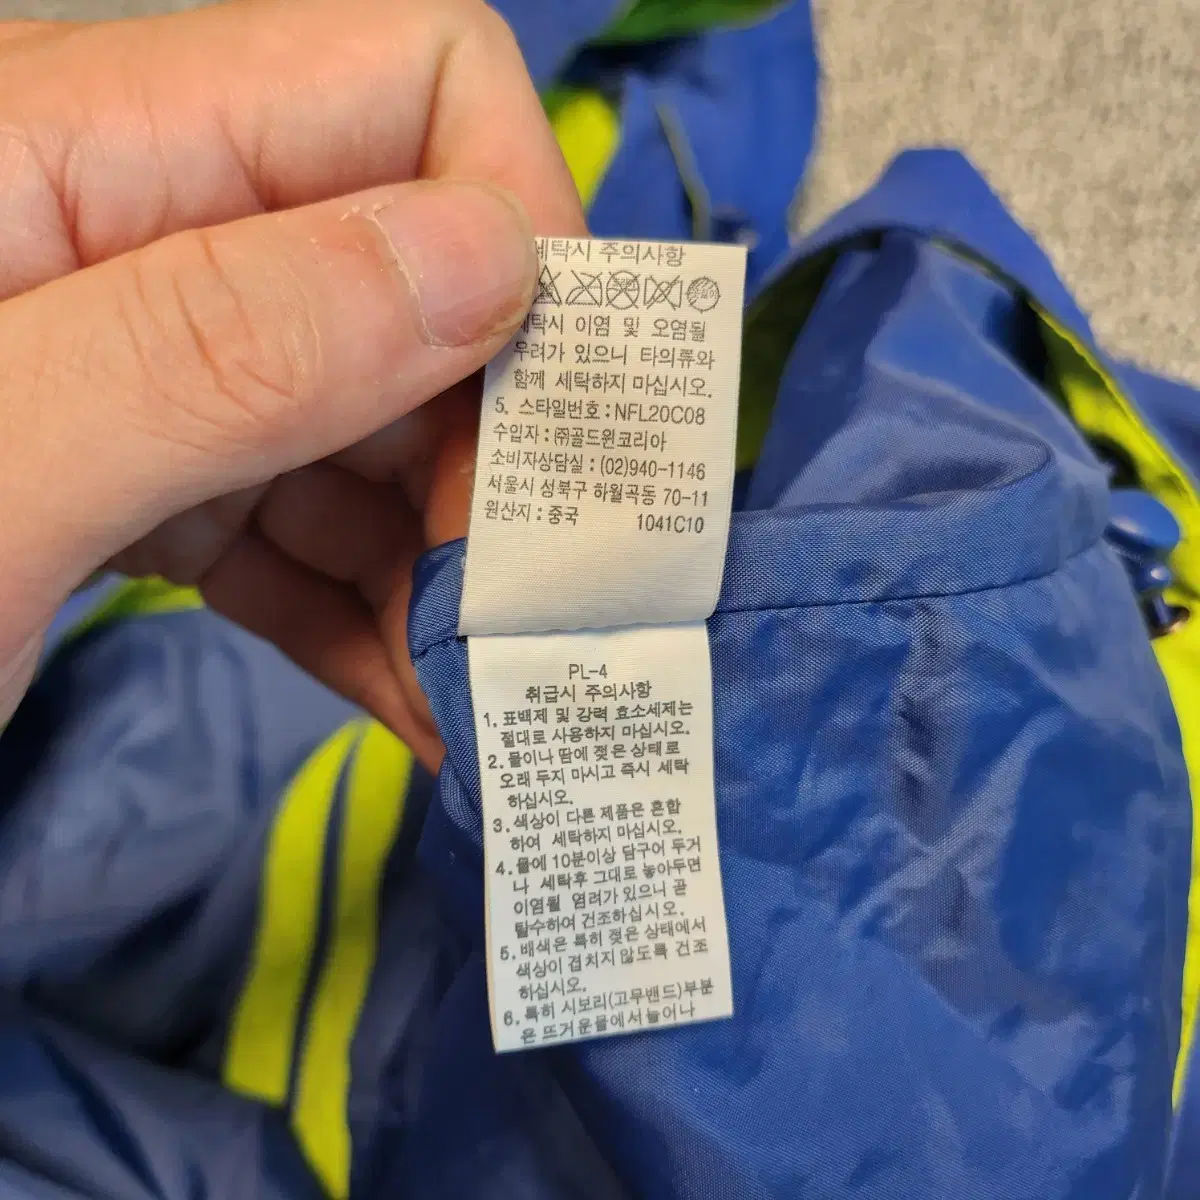 세탁시 주의사항
세탁시 이염 및 오염될
우려가 있으니 타의류와
함께 세탁하지 마십시오.
5. 스타일번호:NFL20C08
수입자:㈜골드윈코리아
소비자상담실:(02)940-1146
서울시 성북구 하월곡동 70-11
원산지:중국 1041C10
PL-4
취급시 주의사항
1. 표백제 및 강력 효소세제는
절대로 사용하지 마십시오.
2. 물이나 땀에 젖은 상태로
오래 두지 마시고 즉시 세탁
하십시오.
3. 색상이 다른 제품은 혼합
하여 세탁하지 마십시오.
4. 물에 10분이상 담구어 두거
나 세탁후 그대로 놓아두면
이염될 염려가 있으니 곧
탈수하여 건조하십시오.
5. 배색은 특히 젖은 상태에서
색상이 겹치지 않도록 건조
하십시오.
6. 특히 시보리(고무밴드)부분
은 뜨거운물에서늘어나